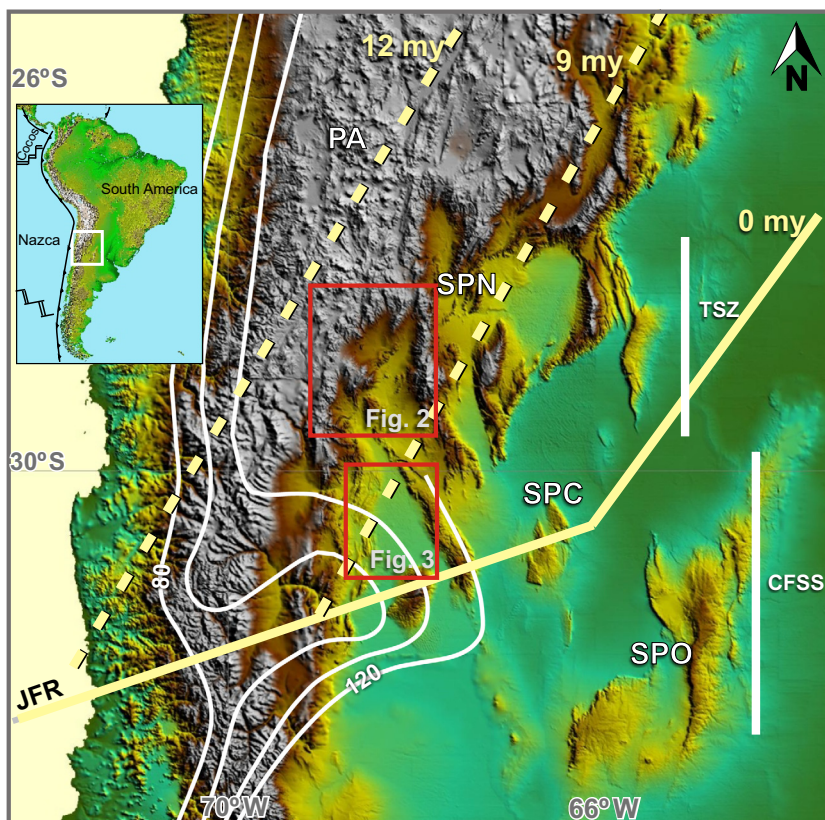 12 my
9 my
N
26°S
PA
Cocos
South America
Nazca
0 my
SPN
TSZ
Fig. 2
30°S
SPC
Fig. 3
80
CFSS
SPO
120
JFR
70°W
66°W